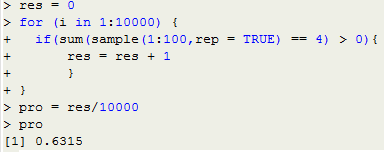 > res = 0
> for (i in 1:10000) {
+   if(sum(sample(1:100,rep = TRUE) == 4) > 0){
+       res = res + 1
+       }
+ }
> pro = res/10000
> pro
[1] 0.6315